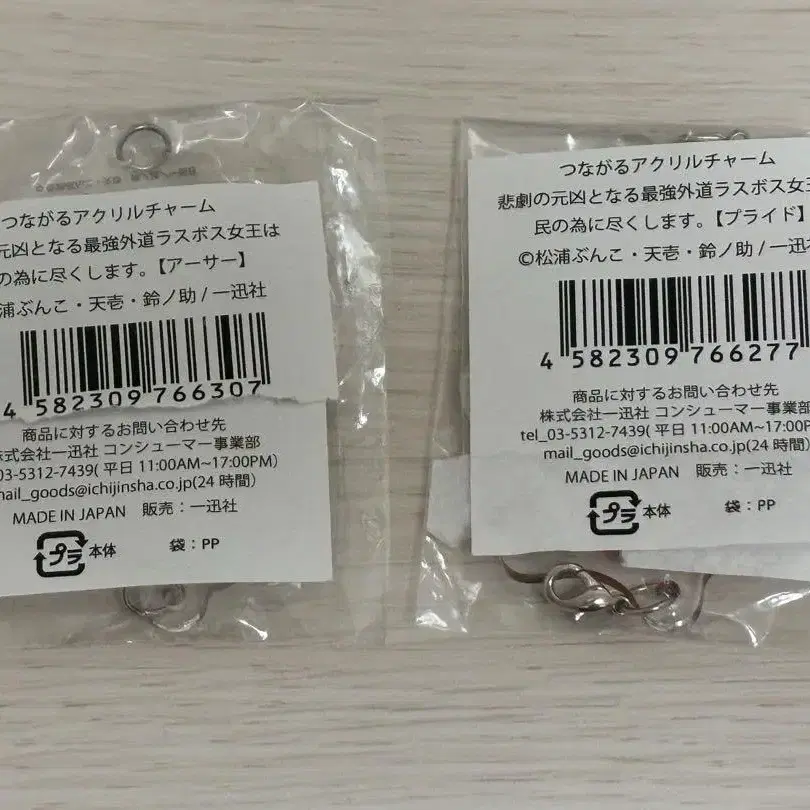 つながるアクリルチャーム
元凶となる最強外道ラスボス女王は
の為に尽くします。【アーサー】
浦ぶんこ・天壱・鈴ノ助 / 一迅社
4 582309 766307
商品に対するお問い合わせ先
株式会社一迅社 コンシューマー事業部
03-5312-7439( 平日 11:00AM~17:00PM)
mail_goods@ichijinsha.co.jp(24 時間)
MADE IN JAPAN 販売：一迅社
プラ 本体 袋：PP
つながるアクリルチャーム
悲劇の元凶となる最強外道ラスボス女王
民の為に尽くします。【プライド】
©松浦ぶんこ・天壱・鈴ノ助 / 一迅
4 582309 766277
商品に対するお問い合わせ先
株式会社一迅社 コンシューマー事業部
tel_03-5312-7439( 平日 11:00AM~17:00PM)
mail_goods@ichijinsha.co.jp(24 時間)
MADE IN JAPAN 販売：一迅社
プラ 本体 袋：PP